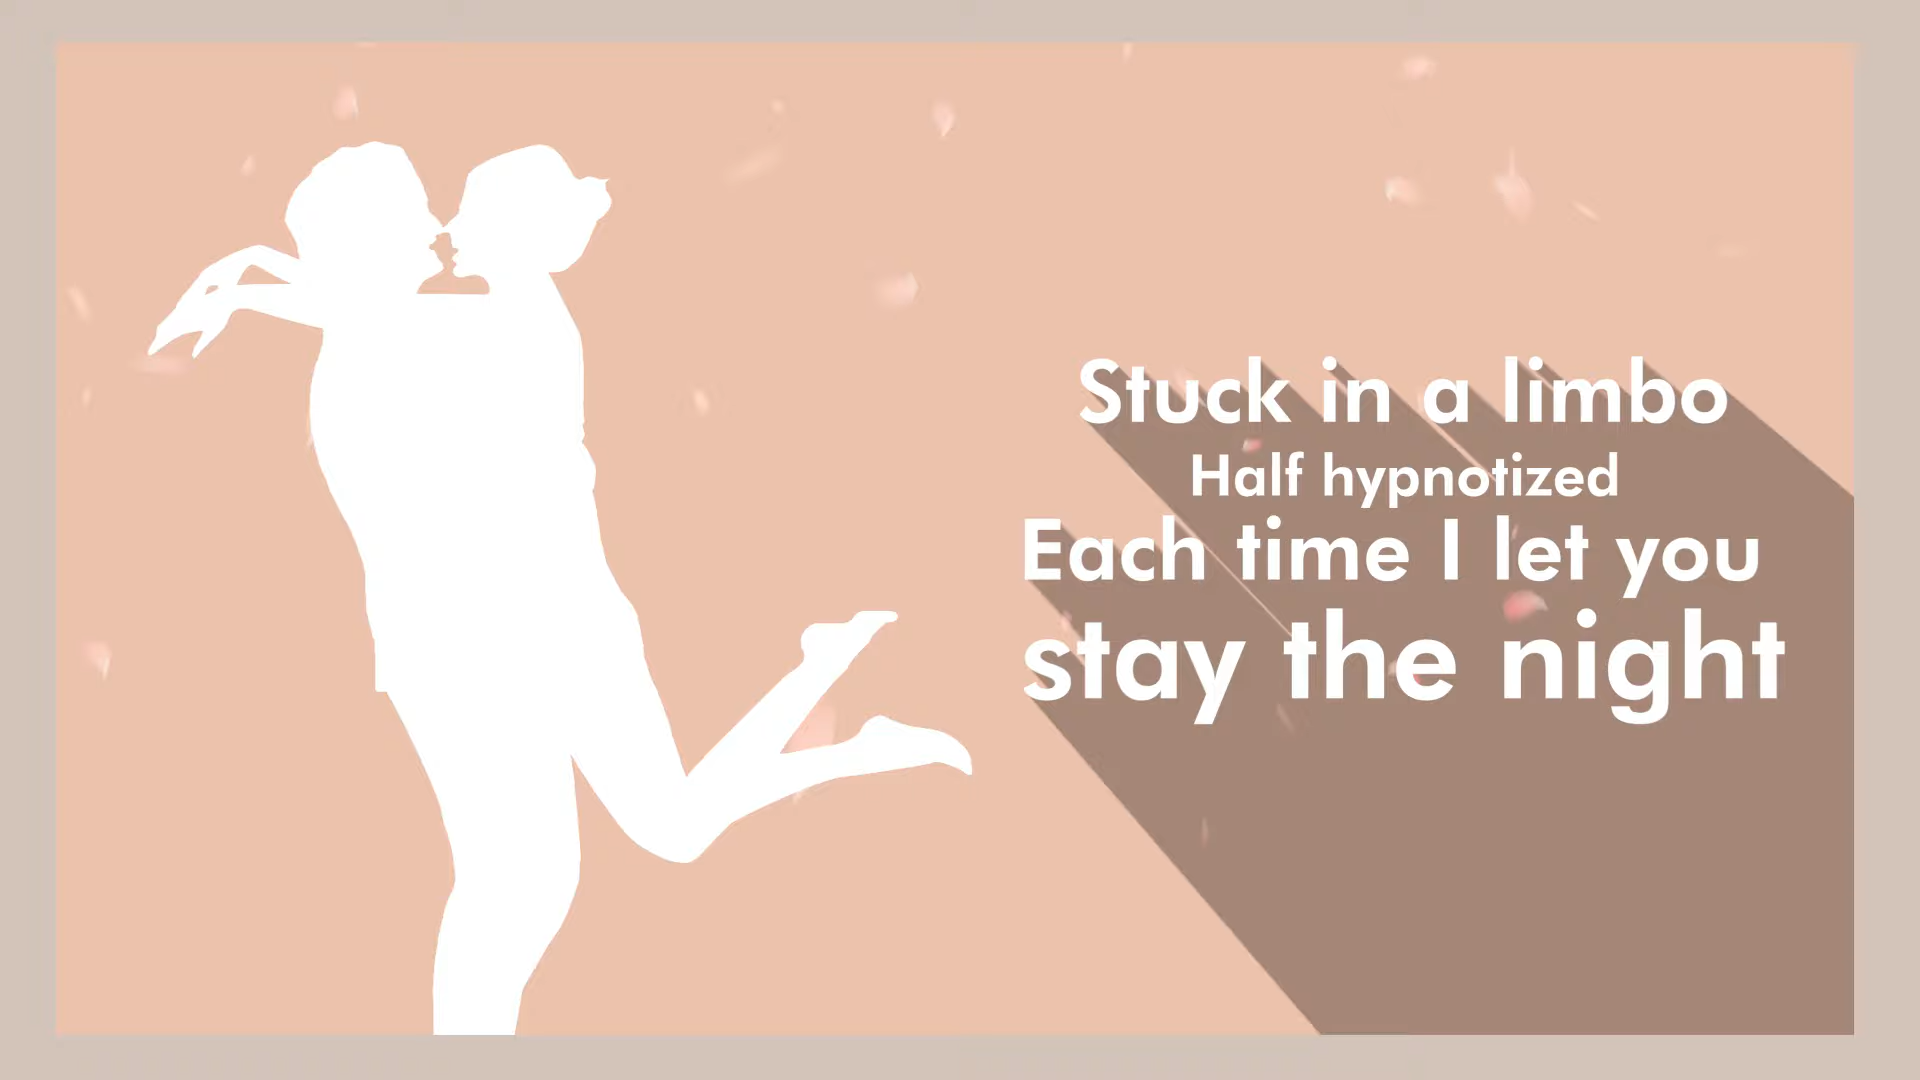 Stuck in a limbo
Half hypnotized
Each time I let you
stay the night